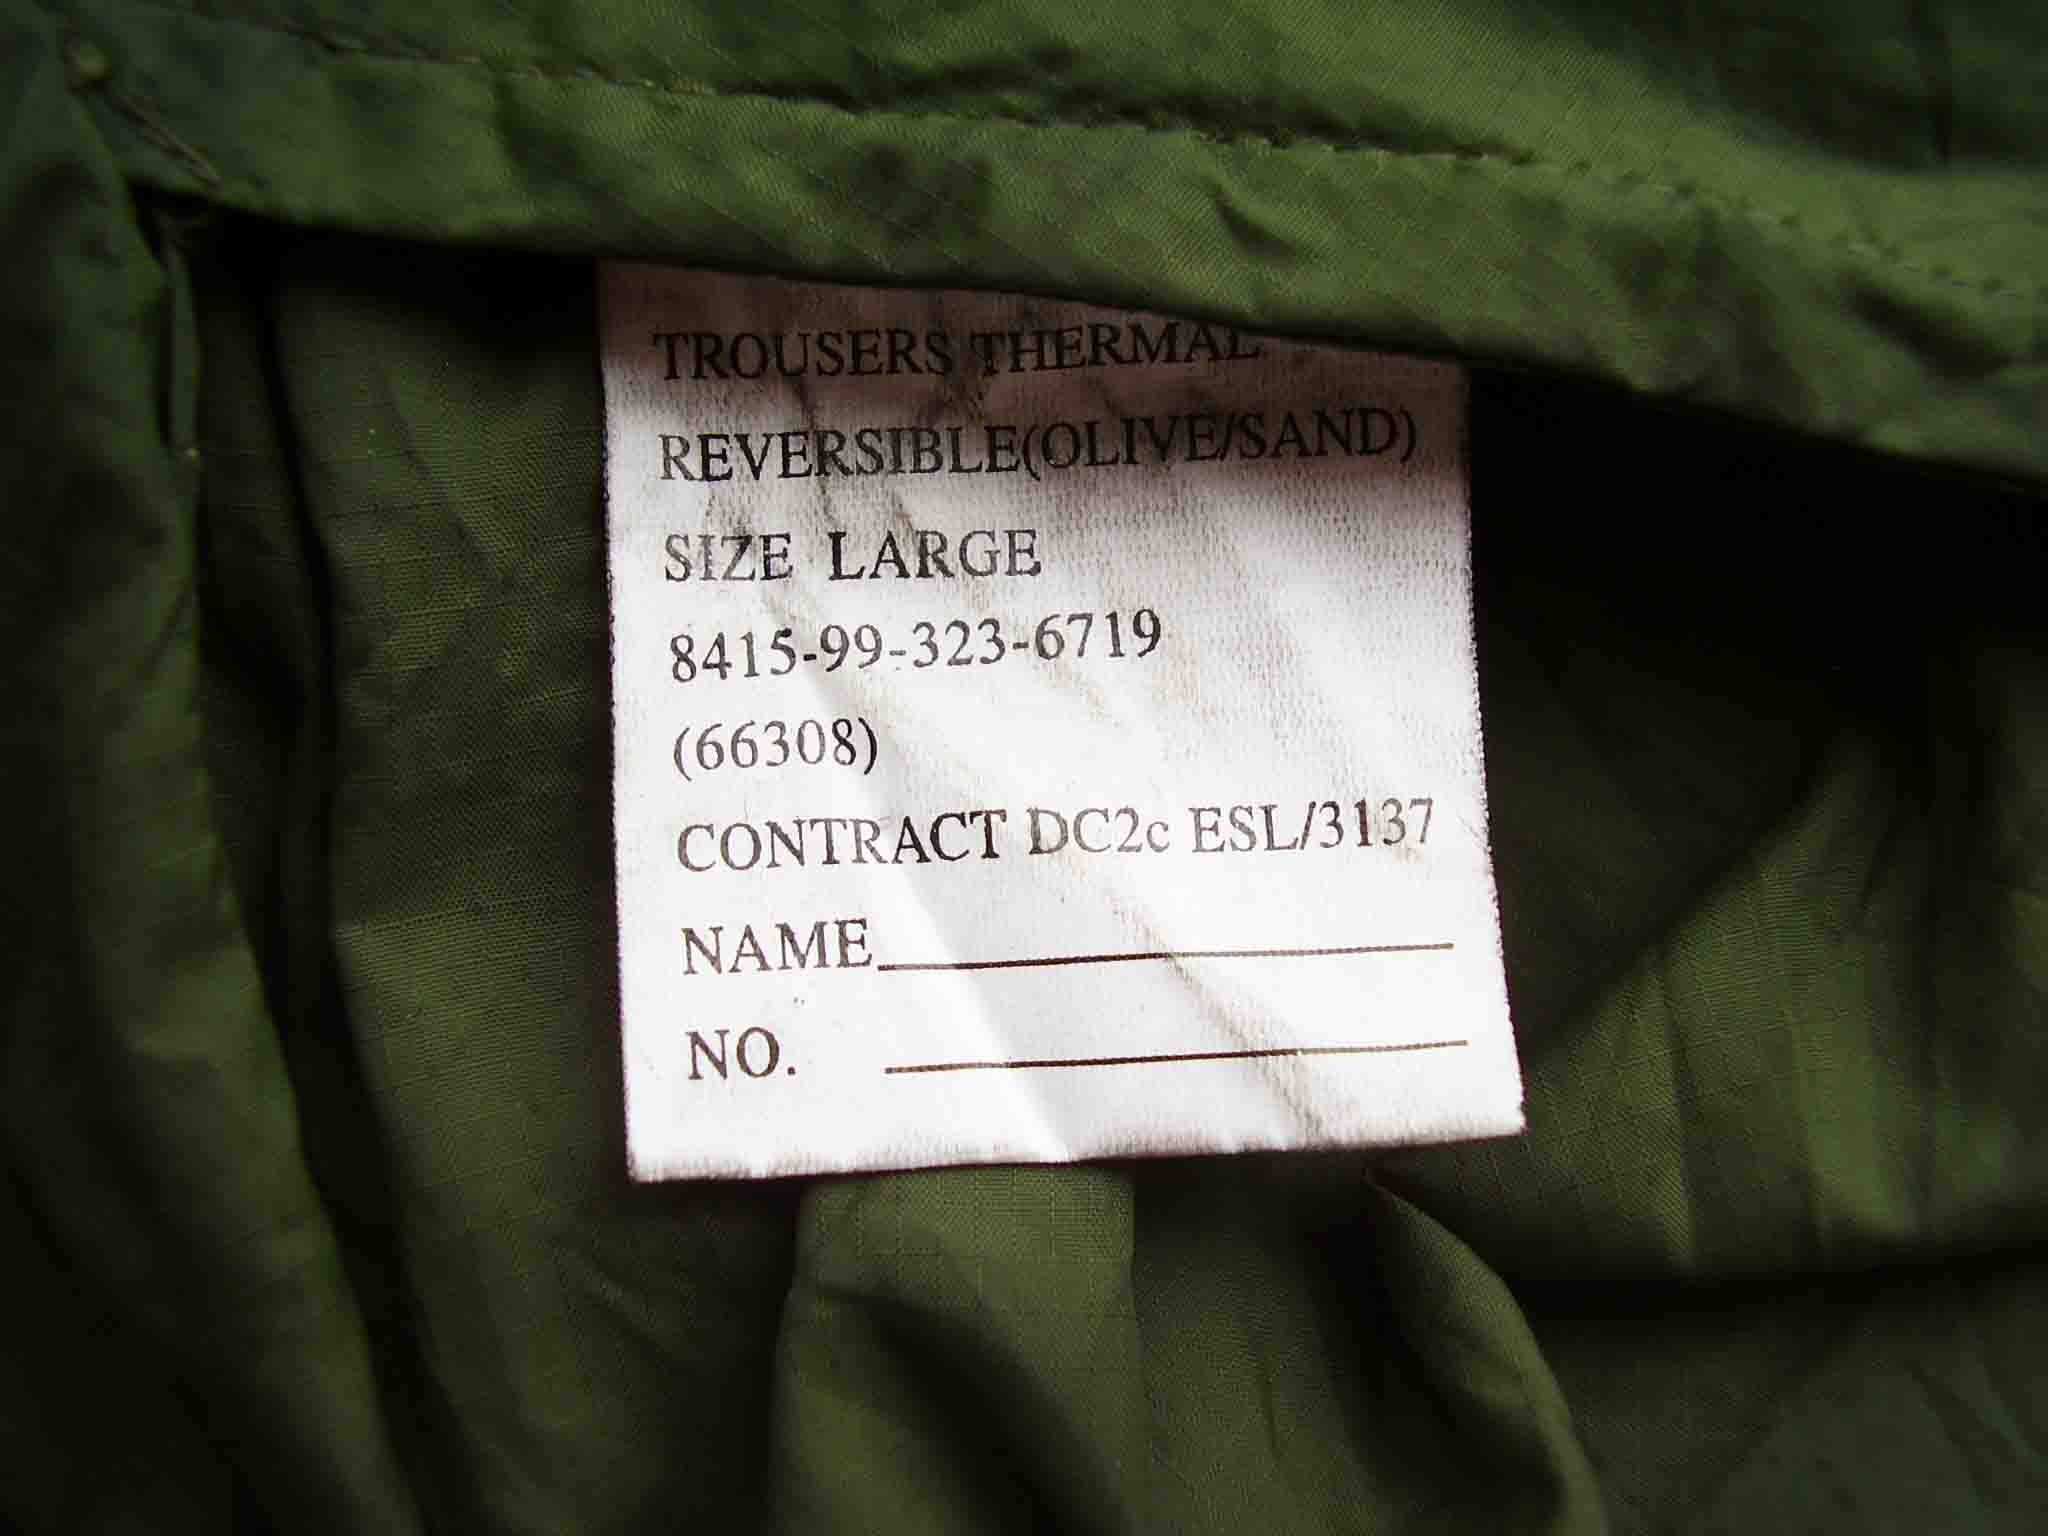 TROUSERS THERMAL
REVERSIBLE(OLIVE/SAND)
SIZE LARGE
8415-99-323-6719
(66308)
CONTRACT DC2c ESL/3137
NAME
NO.